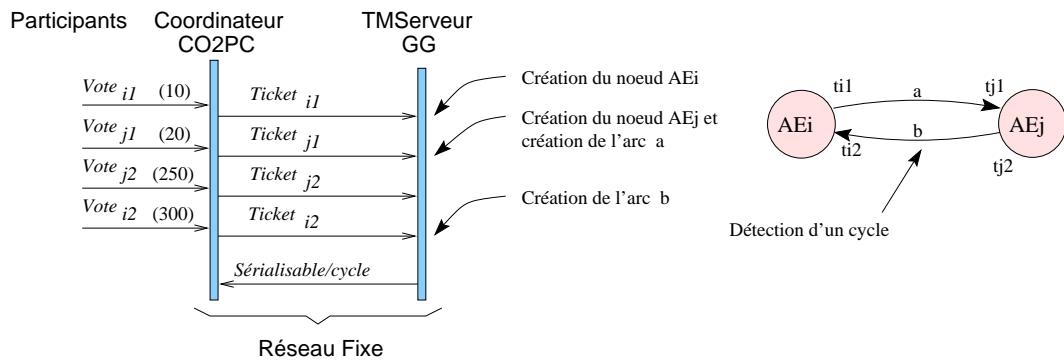 Participants
Coordinateur
CO2PC
TMServeur
GG
Vote i1 (10)
Ticket i1
Création du noeud AEi
Vote j1 (20)
Ticket j1
Création du noeud AEj et
création de l'arc a
Vote j2 (250)
Ticket j2
Vote i2 (300)
Ticket i2
Création de l'arc b
Sérialisable/cycle
Réseau Fixe
ti1
a
tj1
AEi
AEj
b
ti2
tj2
Détection d'un cycle